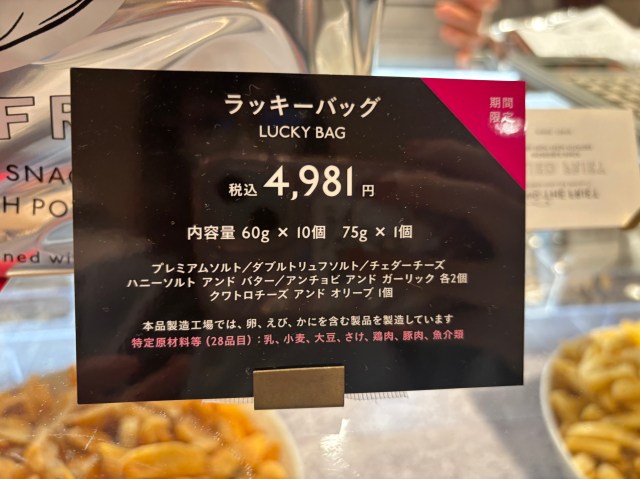 FR
SNA
H PO
ned wi
ラッキーバッグ
LUCKY BAG
期間
限定
税込 4,981 円
内容量 60g × 10個 75g × 1個
プレミアムソルト／ダブルトリュフソルト／チェダーチーズ
ハニーソルト アンド バター／アンチョビ アンド ガーリック 各2個
クワトロチーズ アンド オリーブ 1個
本品製造工場では、卵、えび、かにを含む製品を製造しています
特定原材料等（28品目）：乳、小麦、大豆、さけ、鶏肉、豚肉、魚介類